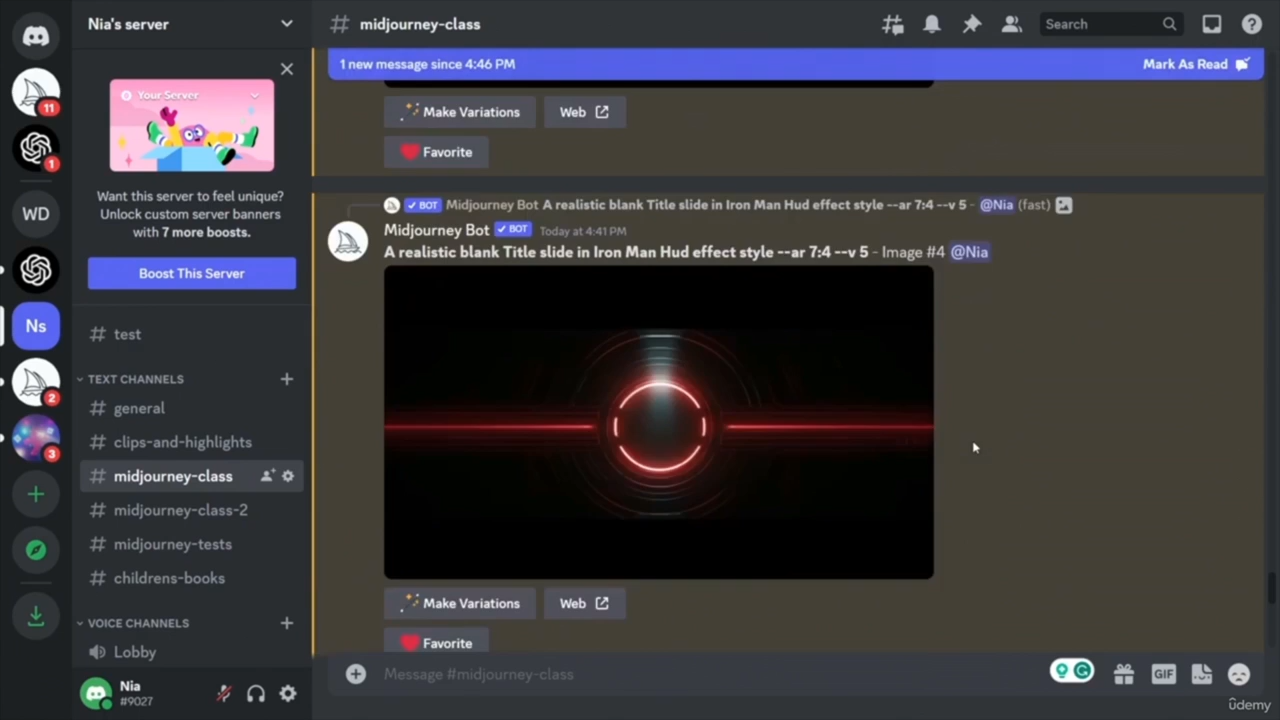 Nia's server
midjourney-class
Search
11
1
WD
Ns
2
3
Your Server
Want this server to feel unique?
Unlock custom server banners
with 7 more boosts.
Boost This Server
test
TEXT CHANNELS
general
clips-and-highlights
midjourney-class
midjourney-class-2
midjourney-tests
childrens-books
VOICE CHANNELS
Lobby
Nia
#9027
1 new message since 4:46 PM
Mark As Read
Make Variations
Web
Favorite
BOT Midjourney Bot A realistic blank Title slide in Iron Man Hud effect style --ar 7:4 --v 5 - @Nia (fast)
Midjourney Bot BOT Today at 4:41 PM
A realistic blank Title slide in Iron Man Hud effect style --ar 7:4 --v 5 - Image #4 @Nia
Make Variations
Web
Favorite
Message #midjourney-class
GIF
ûdemy